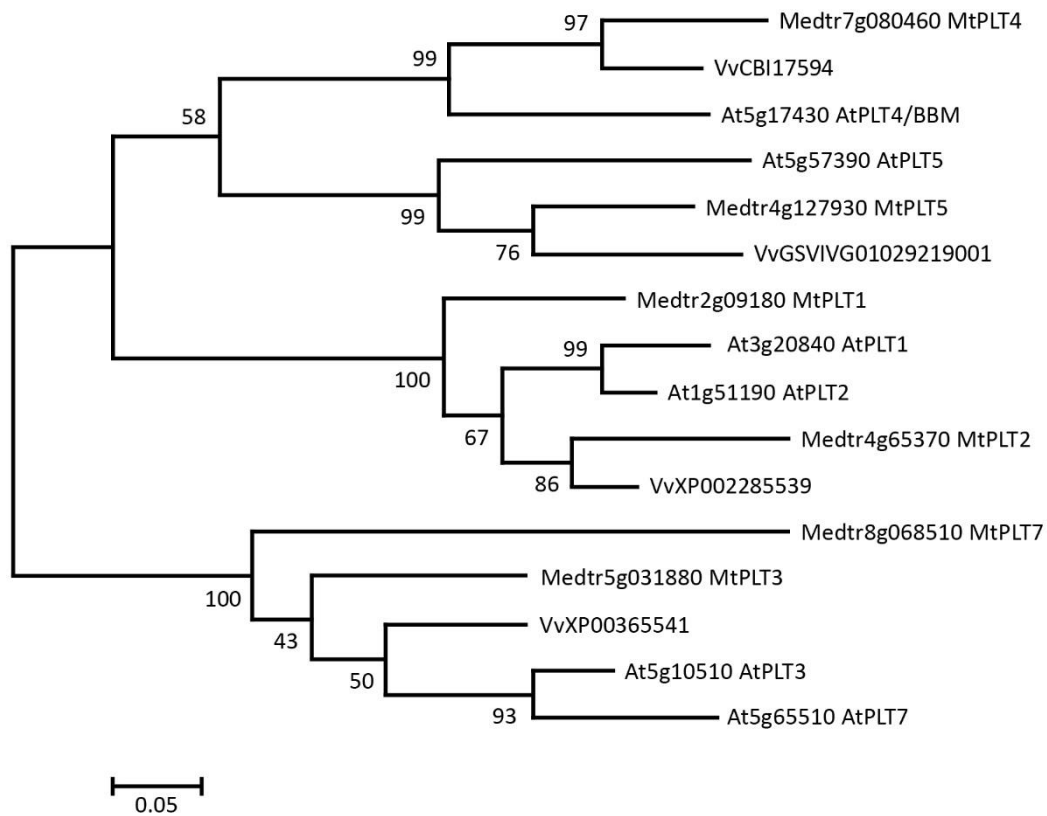 97
Medtr7g080460 MtPLT4
99
VvCBI17594
58
At5g17430 AtPLT4/BBM
At5g57390 AtPLT5
99
Medtr4g127930 MtPLT5
76
VvGSVIVG01029219001
Medtr2g09180 MtPLT1
99
At3g20840 AtPLT1
100
At1g51190 AtPLT2
67
Medtr4g65370 MtPLT2
86
VvXP002285539
Medtr8g068510 MtPLT7
100
Medtr5g031880 MtPLT3
43
VvXP00365541
50
At5g10510 AtPLT3
93
At5g65510 AtPLT7
0.05